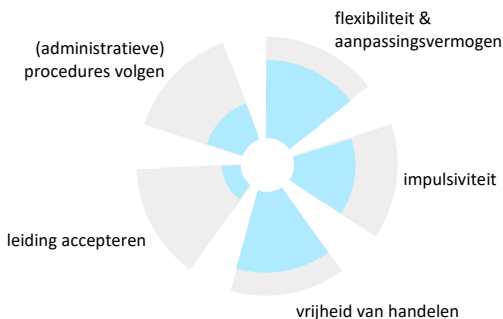 flexibiliteit &
aanpassingsvermogen
(administratieve)
procedures volgen
impulsiviteit
leiding accepteren
vrijheid van handelen